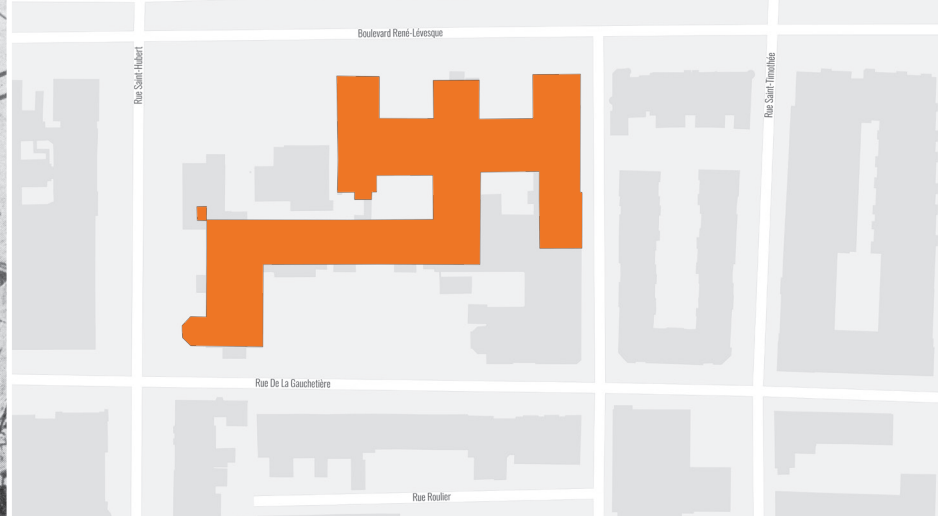 Boulevard René-Lévesque
Rue Saint-Hubert
Rue Saint-Timothée
Rue De La Gauchetière
Rue Roulier